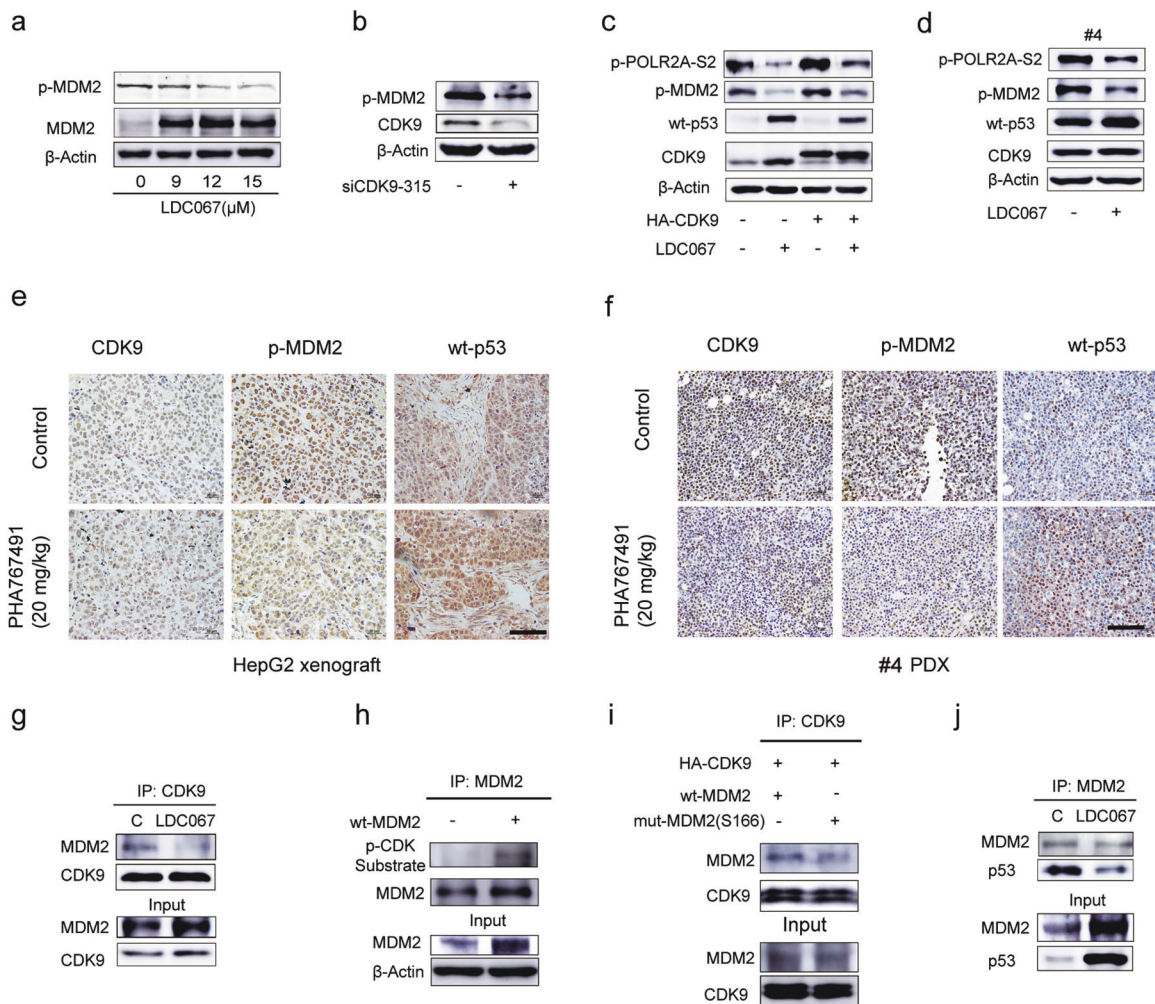 a
p-MDM2
MDM2
β-Actin
0 9 12 15
LDC067(μM)
b
p-MDM2
CDK9
β-Actin
siCDK9-315 - +
c
p-POLR2A-S2
p-MDM2
wt-p53
CDK9
β-Actin
HA-CDK9 - - + +
LDC067 - + - +
d
#4
p-POLR2A-S2
p-MDM2
wt-p53
CDK9
β-Actin
LDC067 - +
e
CDK9 p-MDM2 wt-p53
Control
PHA767491
(20 mg/kg)
HepG2 xenograft
f
CDK9 p-MDM2 wt-p53
Control
PHA767491
(20 mg/kg)
#4 PDX
g
IP: CDK9
C LDC067
MDM2
CDK9
Input
MDM2
CDK9
h
IP: MDM2
wt-MDM2 - +
p-CDK
Substrate
MDM2
Input
MDM2
β-Actin
i
IP: CDK9
HA-CDK9 + +
wt-MDM2 + -
mut-MDM2(S166) - +
MDM2
CDK9
Input
MDM2
CDK9
j
IP: MDM2
C LDC067
MDM2
p53
Input
MDM2
p53